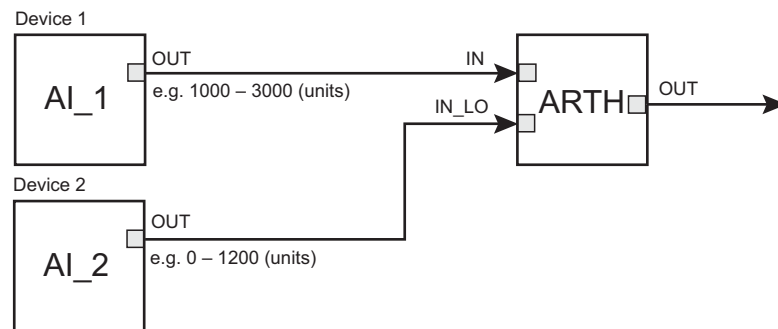 Device 1
AI_1
OUT
e.g. 1000 – 3000 (units)
IN
IN_LO
ARTH
OUT
Device 2
AI_2
OUT
e.g. 0 – 1200 (units)